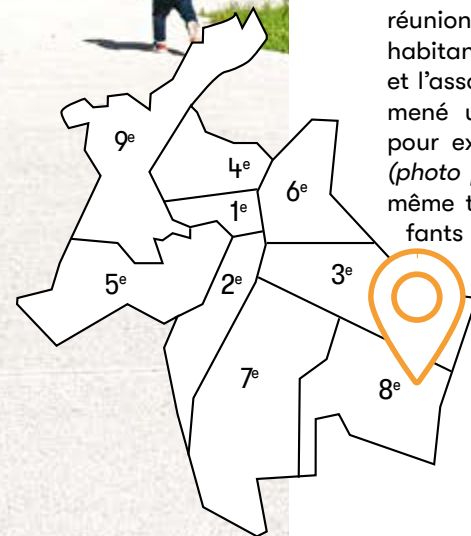 réunion
habitan
et l'asso
mené u
pour ex
(photo
même t
fants
9e
4e
6e
1e
5e
2e
3e
7e
8e